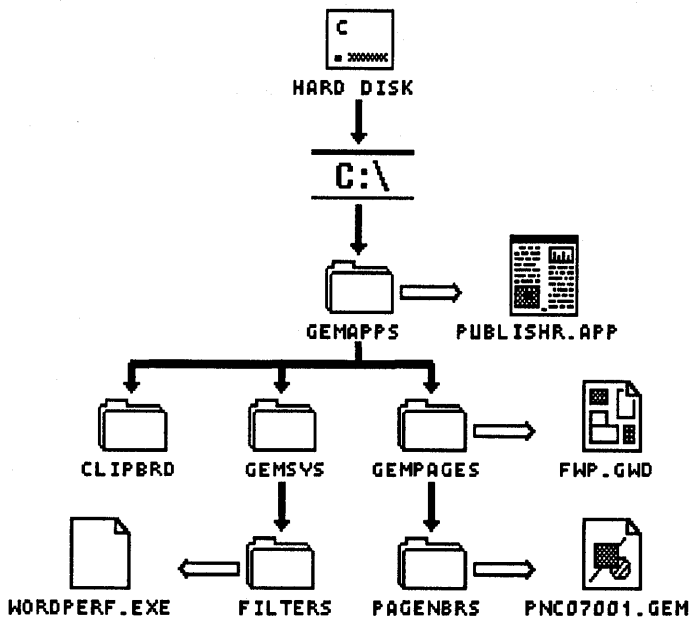 C
HARD DISK
C:\
GEMAPPS
PUBLISHR.APP
CLIPBRD
GEMSYS
GEMPAGES
FWP.GWD
WORDPERF.EXE
FILTERS
PAGENBRS
PNC07001.GEM